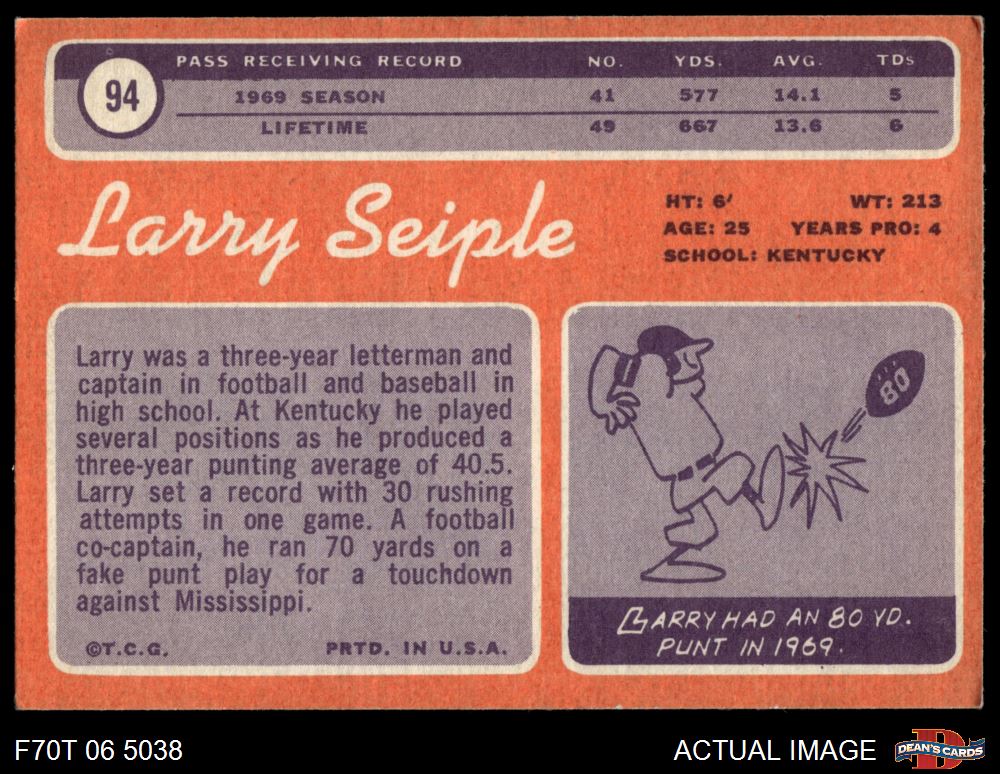 94
PASS RECEIVING RECORD NO. YDS. AVG. TDs
1969 SEASON 41 577 14.1 5
LIFETIME 49 667 13.6 6
Larry Seiple
HT: 6' WT: 213
AGE: 25 YEARS PRO: 4
SCHOOL: KENTUCKY
Larry was a three-year letterman and
captain in football and baseball in
high school. At Kentucky he played
several positions as he produced a
three-year punting average of 40.5.
Larry set a record with 30 rushing
attempts in one game. A football
co-captain, he ran 70 yards on a
fake punt play for a touchdown
against Mississippi.
©T.C.G. PRTD. IN U.S.A.
80
LARRY HAD AN 80 YD.
PUNT IN 1969.
F70T 06 5038 ACTUAL IMAGE
D
DEAN'S CARDS